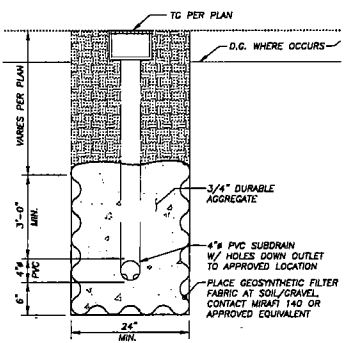 TG PER PLAN
D.G. WHERE OCCURS
VARIES PER PLAN
3/4" DURABLE
AGGREGATE
3'-0"
MIN.
4"ø PVC SUBDRAIN
W/ HOLES DOWN OUTLET
TO APPROVED LOCATION
4"ø
PVC
PLACE GEOSYNTHETIC FILTER
FABRIC AT SOIL/GRAVEL,
CONTACT MIRAFI 140 OR
APPROVED EQUIVALENT
6"
24"
MIN.